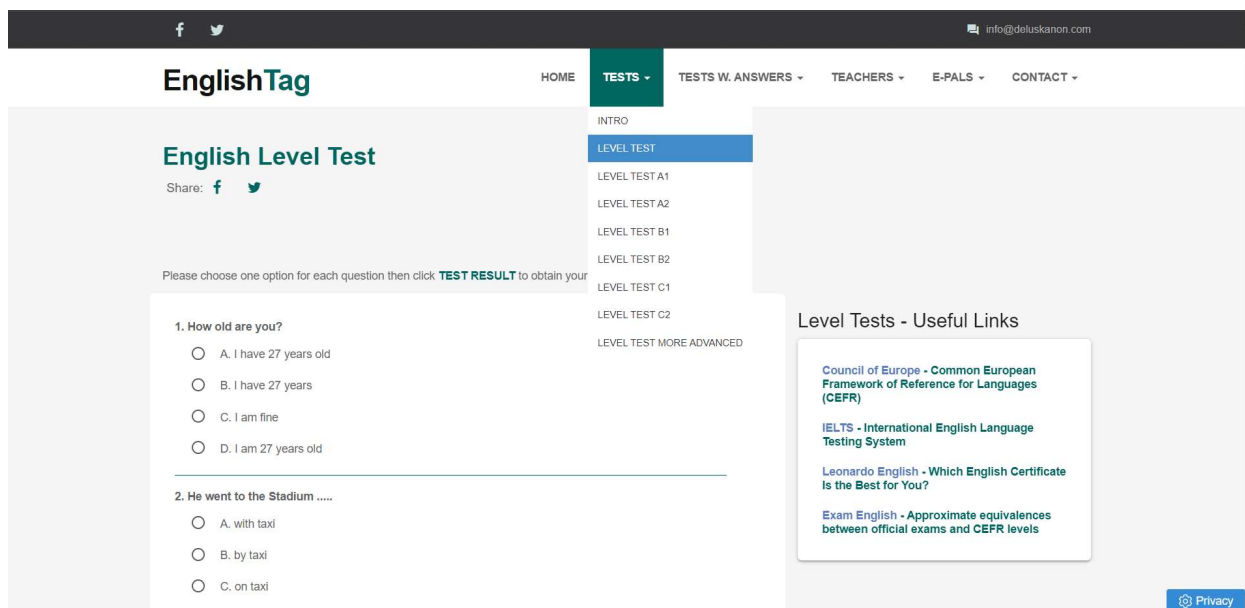 info@deluskanon.com
EnglishTag
HOME TESTS TESTS W. ANSWERS TEACHERS E-PALS CONTACT
INTRO
LEVEL TEST
LEVEL TEST A1
LEVEL TEST A2
LEVEL TEST B1
LEVEL TEST B2
LEVEL TEST C1
LEVEL TEST C2
LEVEL TEST MORE ADVANCED
English Level Test
Share:
Please choose one option for each question then click TEST RESULT to obtain your
1. How old are you?
A. I have 27 years old
B. I have 27 years
C. I am fine
D. I am 27 years old
2. He went to the Stadium .....
A. with taxi
B. by taxi
C. on taxi
Level Tests - Useful Links
Council of Europe - Common European
Framework of Reference for Languages
(CEFR)
IELTS - International English Language
Testing System
Leonardo English - Which English Certificate
Is the Best for You?
Exam English - Approximate equivalences
between official exams and CEFR levels
Privacy